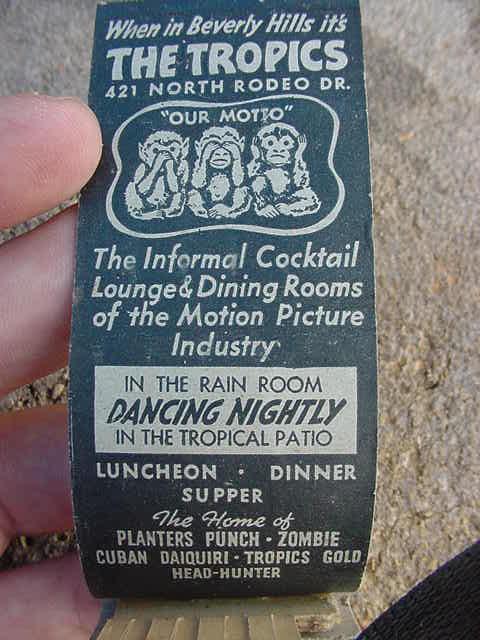 When in Beverly Hills it's
THE TROPICS
421 NORTH RODEO DR.
"OUR MOTTO"
The Informal Cocktail
Lounge & Dining Rooms
of the Motion Picture
Industry
IN THE RAIN ROOM
DANCING NIGHTLY
IN THE TROPICAL PATIO
LUNCHEON • DINNER
SUPPER
The Home of
PLANTERS PUNCH • ZOMBIE
CUBAN DAIQUIRI • TROPICS GOLD
HEAD-HUNTER